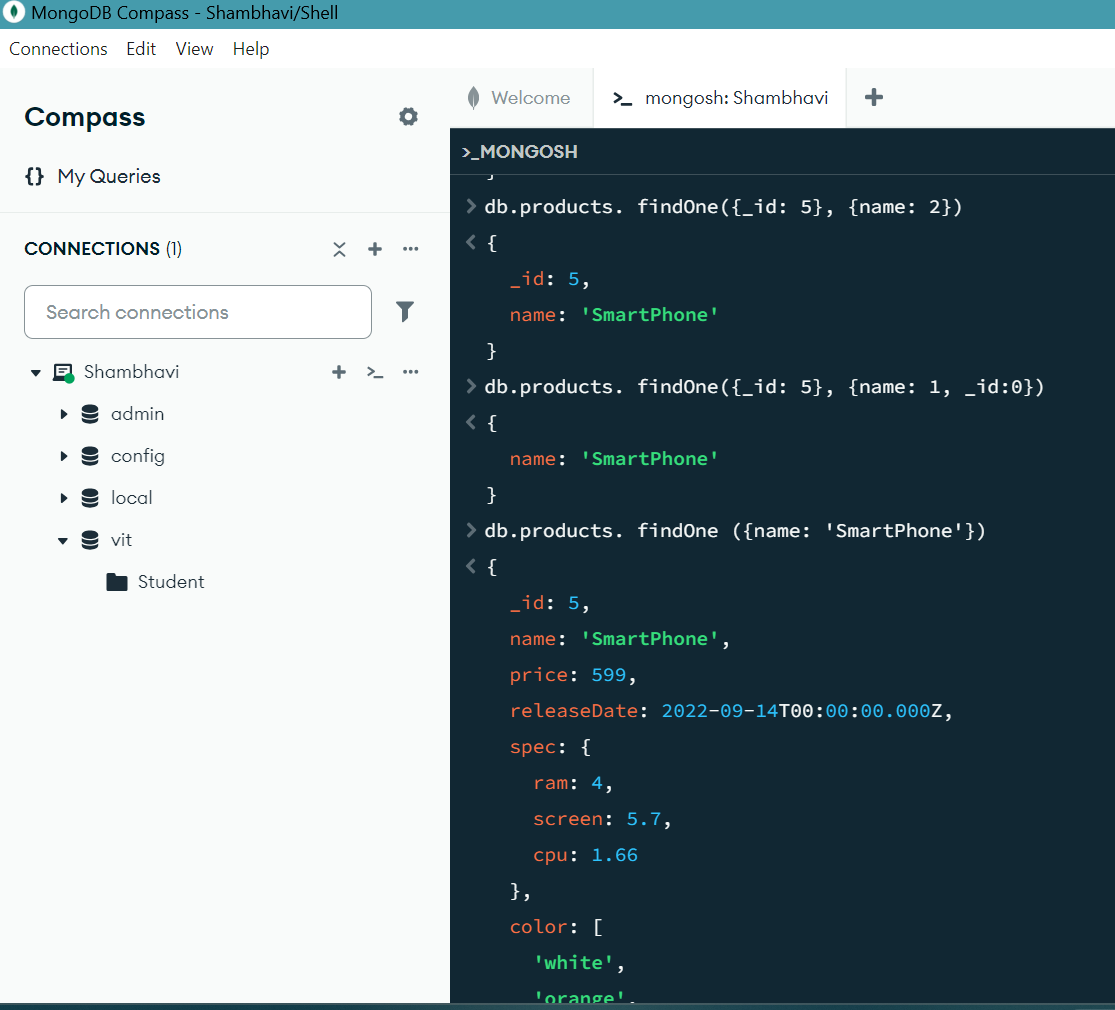 MongoDB Compass - Shambhavi/Shell
Connections Edit View Help
Compass
{} My Queries
CONNECTIONS (1)
Search connections
Shambhavi
admin
config
local
vit
Student
Welcome
>_ mongosh: Shambhavi
>_MONGOSH
}
> db.products. findOne({_id: 5}, {name: 2})
< {
_id: 5,
name: 'SmartPhone'
}
> db.products. findOne({_id: 5}, {name: 1, _id:0})
< {
name: 'SmartPhone'
}
> db.products. findOne ({name: 'SmartPhone'})
< {
_id: 5,
name: 'SmartPhone',
price: 599,
releaseDate: 2022-09-14T00:00:00.000Z,
spec: {
ram: 4,
screen: 5.7,
cpu: 1.66
},
color: [
'white',
'orange',